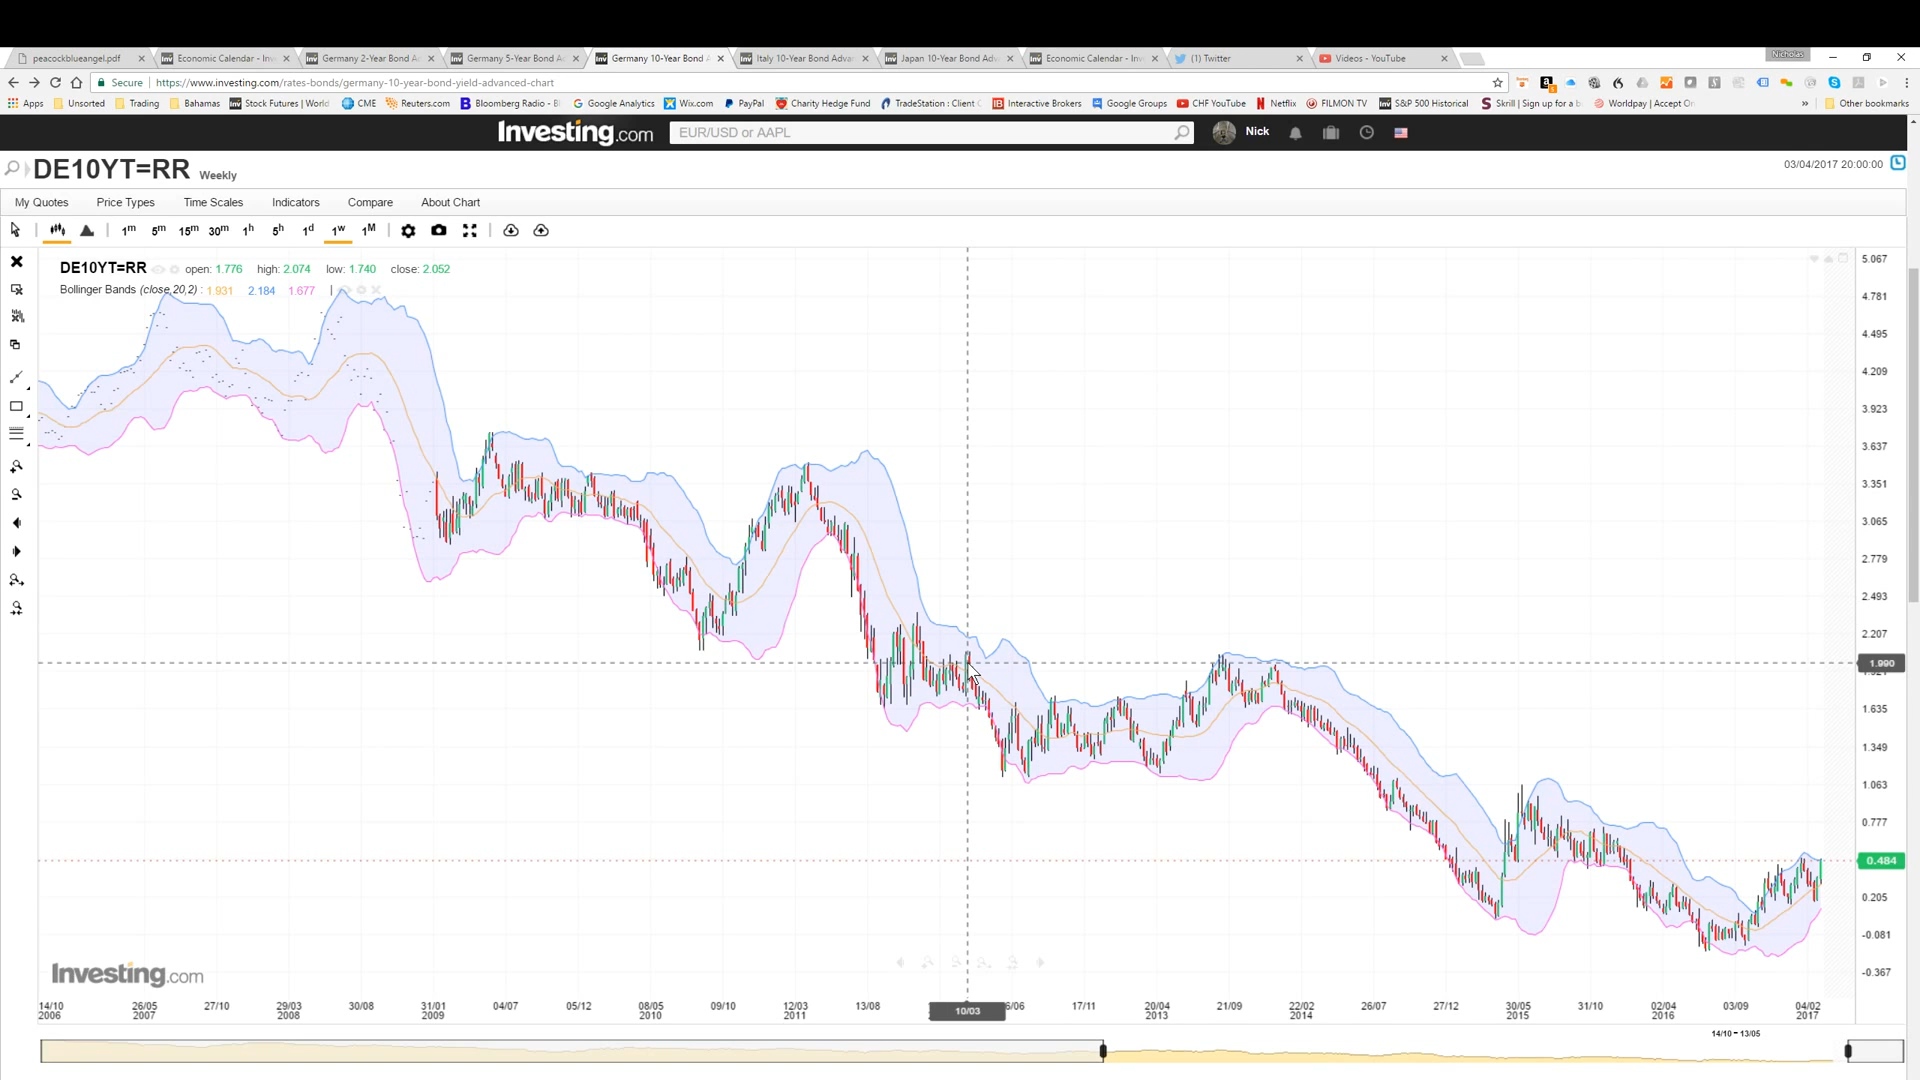 Nicholas
peacockblueangel.pdf
Economic Calendar - Inv
Germany 2-Year Bond Ad
Germany 5-Year Bond Ad
Germany 10-Year Bond A
Italy 10-Year Bond Advan
Japan 10-Year Bond Adv
Economic Calendar - Inv
(1) Twitter
Videos - YouTube
Secure
https://www.investing.com/rates-bonds/germany-10-year-bond-yield-advanced-chart
Apps Unsorted Trading Bahamas Stock Futures | World CME Reuters.com Bloomberg Radio - Google Analytics Wix.com PayPal Charity Hedge Fund TradeStation : Client Interactive Brokers Google Groups CHF YouTube Netflix FILMON TV S&P 500 Historical Skrill | Sign up for a Worldpay | Accept » Other bookmarks
Investing.com EUR/USD or AAPL Nick
DE10YT=RR Weekly 03/04/2017 20:00:00
My Quotes Price Types Time Scales Indicators Compare About Chart
1m 5m 15m 30m 1h 5h 1d 1w 1M
DE10YT=RR open: 1.776 high: 2.074 low: 1.740 close: 2.052
Bollinger Bands (close,20,2) : 1.931 2.184 1.677
5.067
4.781
4.495
4.209
3.923
3.637
3.351
3.065
2.779
2.493
2.207
1.990
1.635
1.349
1.063
0.777
0.484
0.205
-0.081
-0.367
Investing.com
14/10 26/05 27/10 29/03 30/08 31/01 04/07 05/12 08/05 09/10 12/03 13/08 10/03 17/11 20/04 21/09 22/02 26/07 27/12 30/05 31/10 02/04 03/09 04/02
2006 2007 2008 2009 2010 2011 2013 2014 2015 2016 2017
14/10 - 13/05